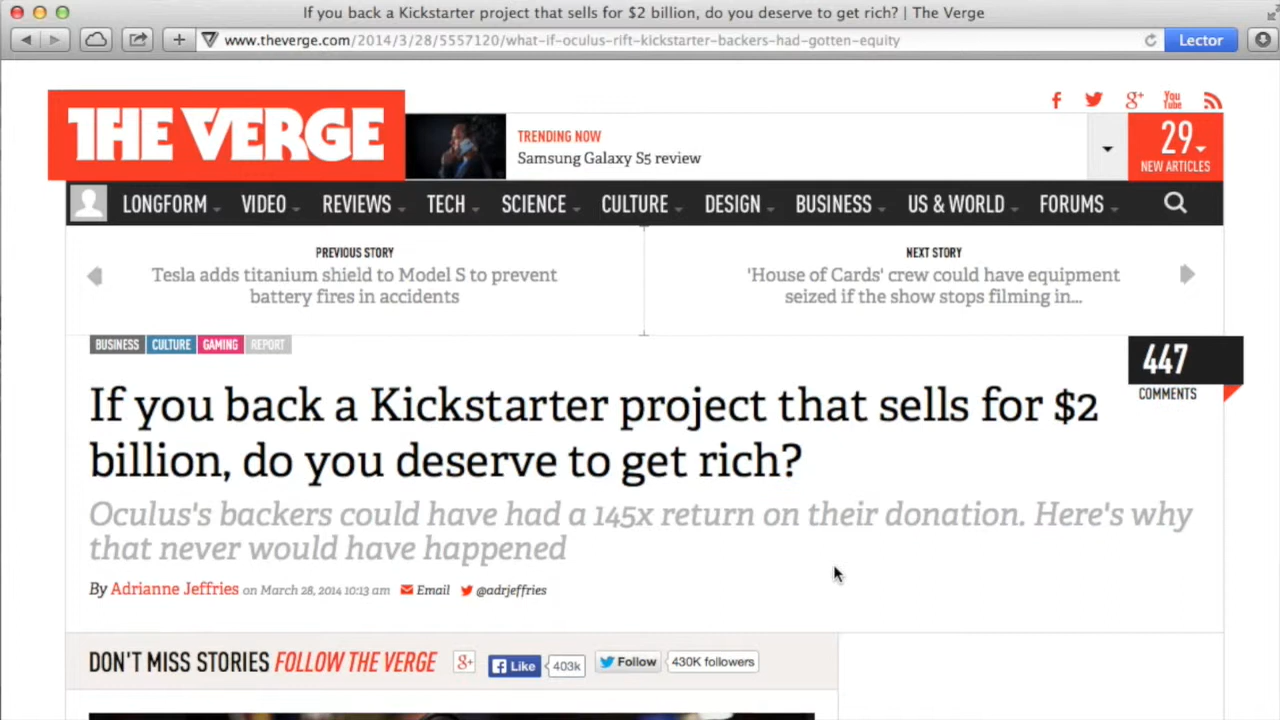 If you back a Kickstarter project that sells for $2 billion, do you deserve to get rich? | The Verge
www.theverge.com/2014/3/28/5557120/what-if-oculus-rift-kickstarter-backers-had-gotten-equity
Lector
THE VERGE
TRENDING NOW
Samsung Galaxy S5 review
29
NEW ARTICLES
LONGFORM VIDEO REVIEWS TECH SCIENCE CULTURE DESIGN BUSINESS US & WORLD FORUMS
PREVIOUS STORY
Tesla adds titanium shield to Model S to prevent
battery fires in accidents
NEXT STORY
'House of Cards' crew could have equipment
seized if the show stops filming in...
BUSINESS CULTURE GAMING REPORT
447
COMMENTS
If you back a Kickstarter project that sells for $2
billion, do you deserve to get rich?
Oculus's backers could have had a 145x return on their donation. Here's why
that never would have happened
By Adrianne Jeffries on March 28, 2014 10:13 am Email @adrjeffries
DON'T MISS STORIES FOLLOW THE VERGE g+ Like 403k Follow 430K followers